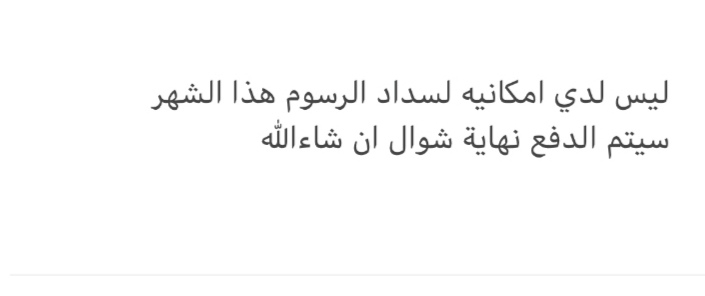 ليس لدي امكانيه لسداد الرسوم هذا الشهر
سيتم الدفع نهاية شوال ان شاءالله